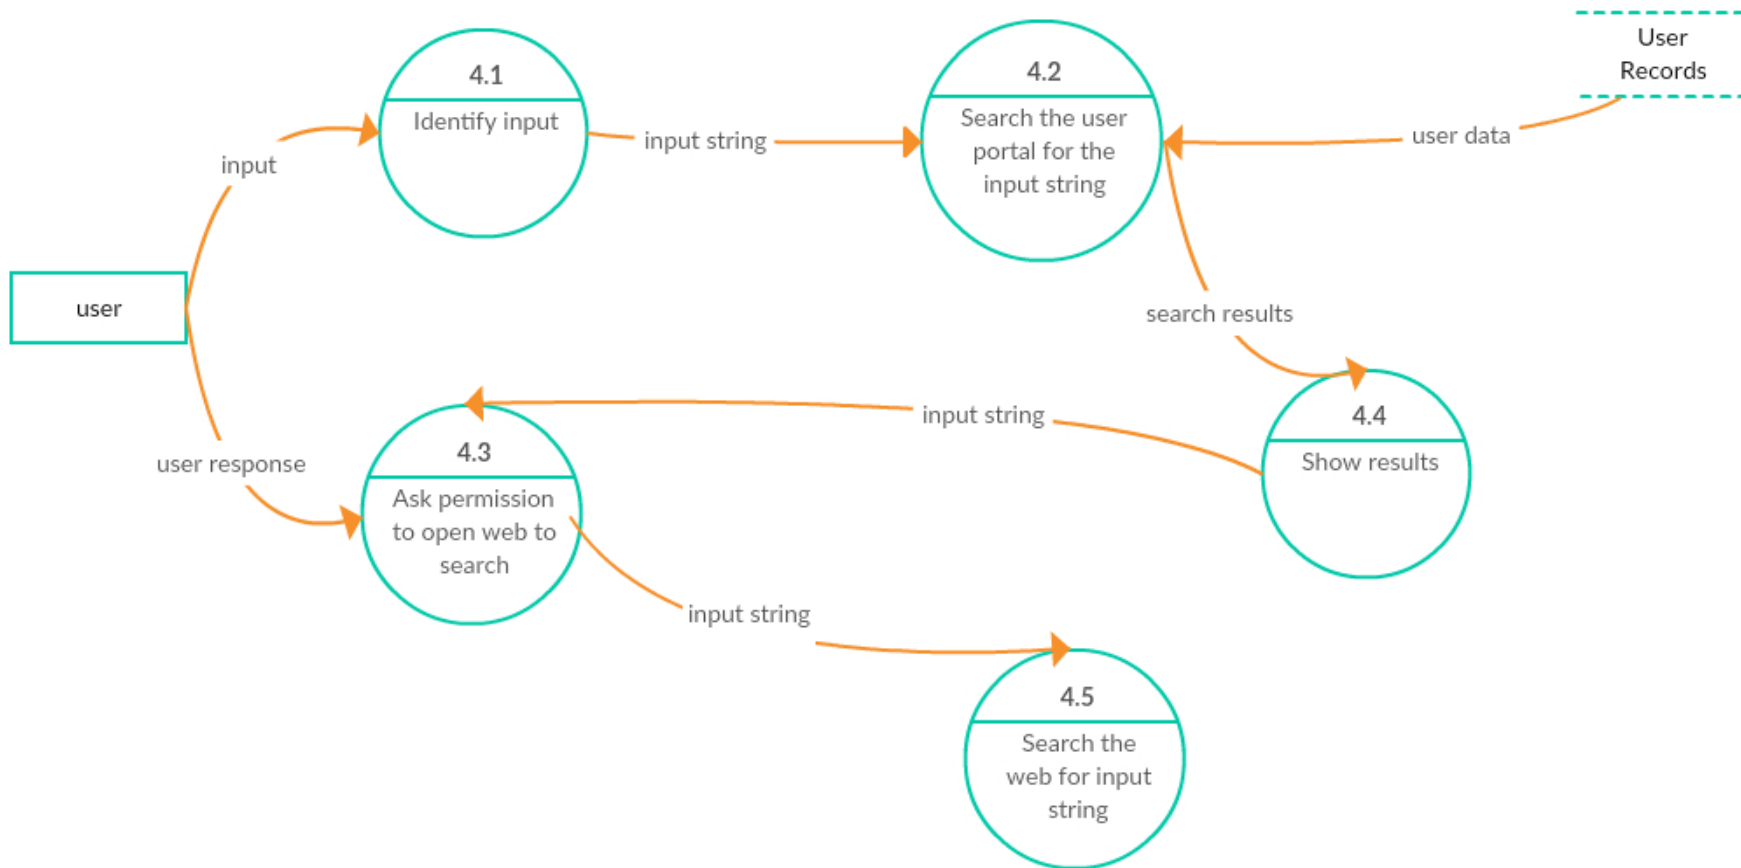 4.1
Identify input
4.2
Search the user
portal for the
input string
User
Records
input
input string
user data
user
search results
4.3
Ask permission
to open web to
search
input string
4.4
Show results
user response
input string
4.5
Search the
web for input
string